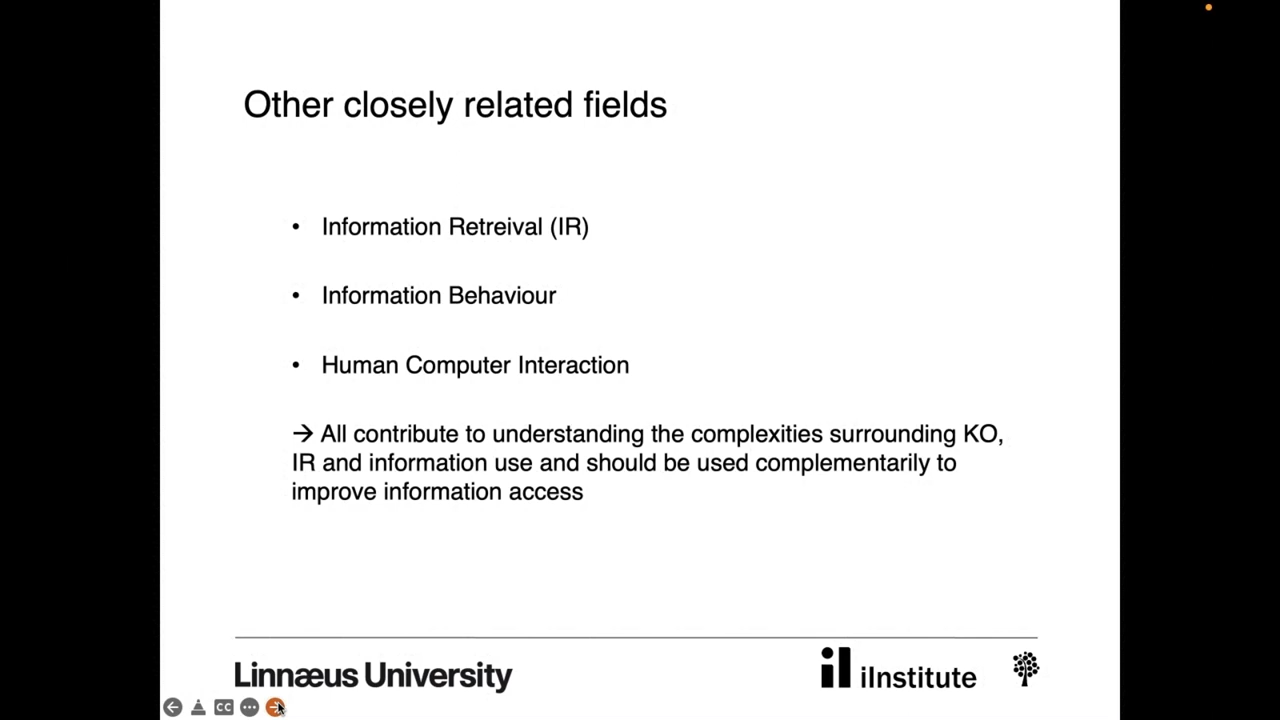 Other closely related fields
• Information Retreival (IR)
• Information Behaviour
• Human Computer Interaction
→ All contribute to understanding the complexities surrounding KO,
IR and information use and should be used complementarily to
improve information access
Linnæus University
iInstitute
CC